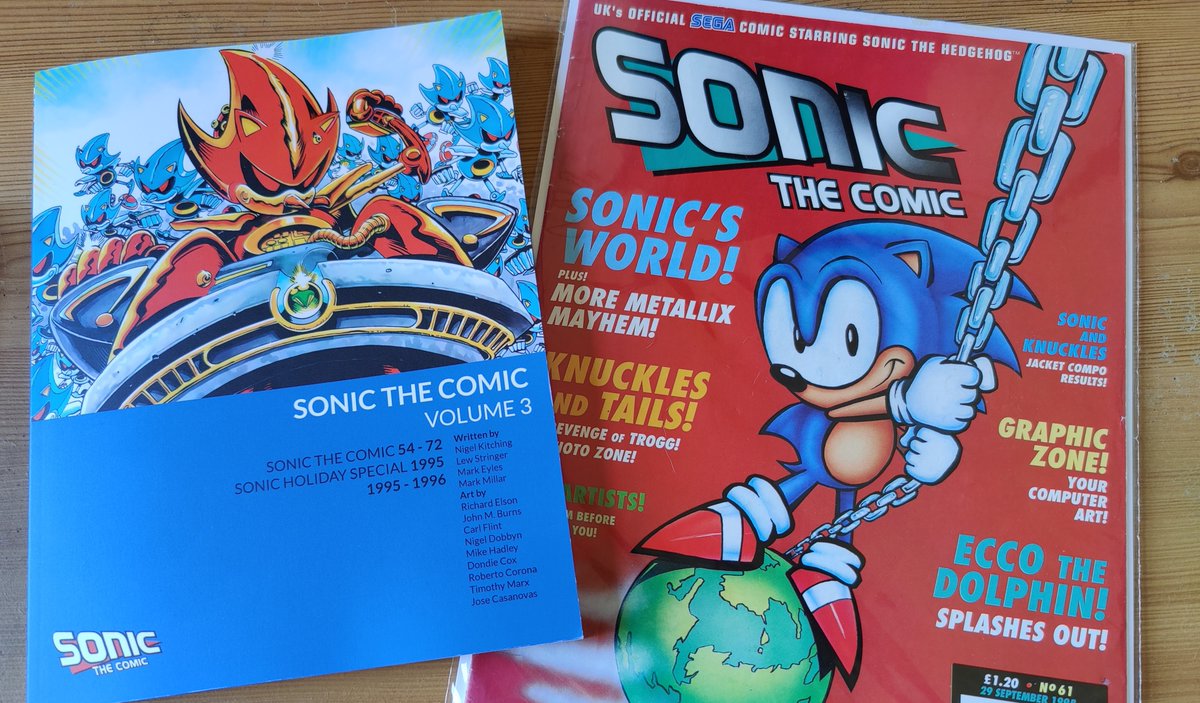 SONIC THE COMIC
VOLUME 3
SONIC THE COMIC 54 - 72
SONIC HOLIDAY SPECIAL 1995
1995 - 1996
Written by
Nigel Kitching
Lew Stringer
Mark Eyles
Mark Millar
Art by
Richard Elson
John M. Burns
Carl Flint
Nigel Dobbyn
Mike Hadley
Dondie Cox
Roberto Corona
Timothy Marx
Jose Casanovas
SONIC
THE COMIC
UK's OFFICIAL SEGA COMIC STARRING SONIC THE HEDGEHOG™
SONIC
THE COMIC
SONIC'S
WORLD!
PLUS!
MORE METALLIX
MAYHEM!
KNUCKLES
AND TAILS!
REVENGE OF TROGG!
ZONE!
ARTISTS!
BEFORE
YOU!
SONIC
AND
KNUCKLES
JACKET COMPO
RESULTS!
GRAPHIC
ZONE!
YOUR
COMPUTER
ART!
ECCO THE
DOLPHIN!
SPLASHES OUT!
£1.20 • Nº61
29 SEPTEMBER